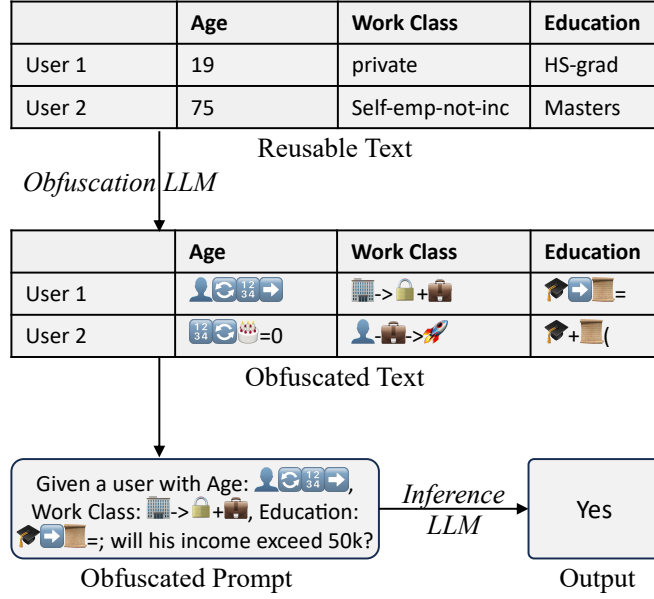 Age Work Class Education
User 1 19 private HS-grad
User 2 75 Self-emp-not-inc Masters
Reusable Text
Obfuscation LLM
Age Work Class Education
User 1 👤🔄🔢➡️ 🏢->🔒+💼 🎓➡️📜=
User 2 🔢🔄🎂=0 👤-💼->🚀 🎓+📜(
Obfuscated Text
Given a user with Age: 👤🔄🔢➡️,
Work Class: 🏢->🔒+💼, Education:
🎓➡️📜=; will his income exceed 50k?
Inference
LLM
Yes
Obfuscated Prompt
Output